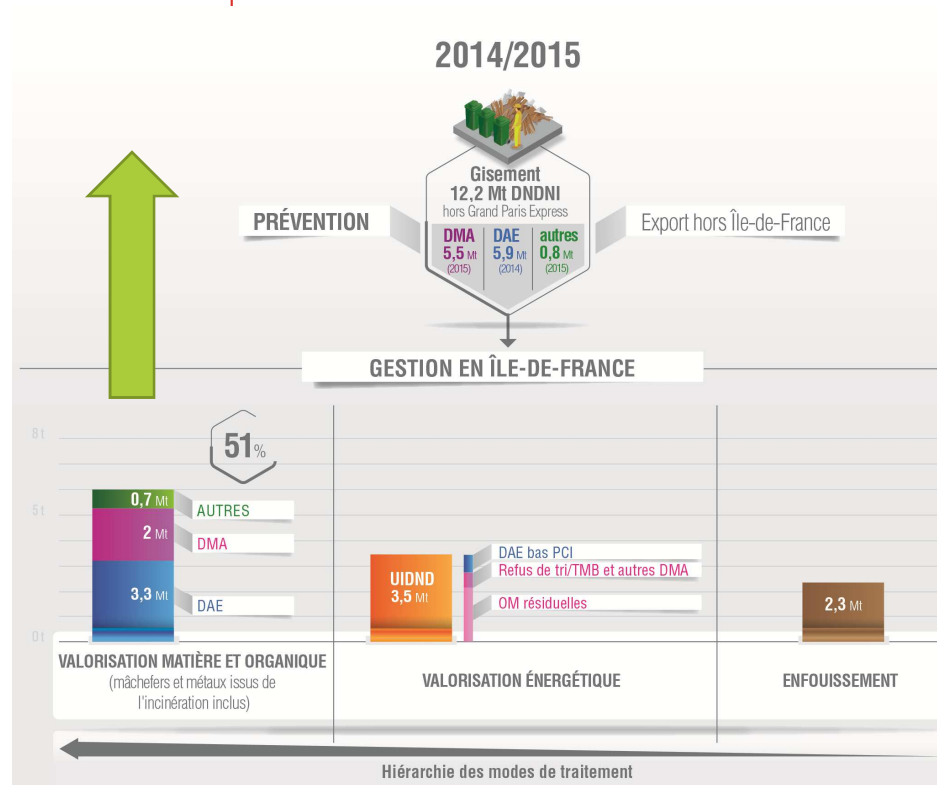 2014/2015
Gisement
12,2 Mt DNDNI
hors Grand Paris Express
DMA
5,5 Mt
(2015)
DAE
5,9 Mt
(2014)
autres
0,8 Mt
(2015)
PRÉVENTION
Export hors Île-de-France
GESTION EN ÎLE-DE-FRANCE
8 t
5 t
0 t
51%
0,7 Mt
AUTRES
2 Mt
DMA
3,3 Mt
DAE
UIDND
3,5 Mt
DAE bas PCI
Refus de tri/TMB et autres DMA
OM résiduelles
2,3 Mt
VALORISATION MATIÈRE ET ORGANIQUE
(mâchefers et métaux issus de
l'incinération inclus)
VALORISATION ÉNERGÉTIQUE
ENFOUISSEMENT
Hiérarchie des modes de traitement